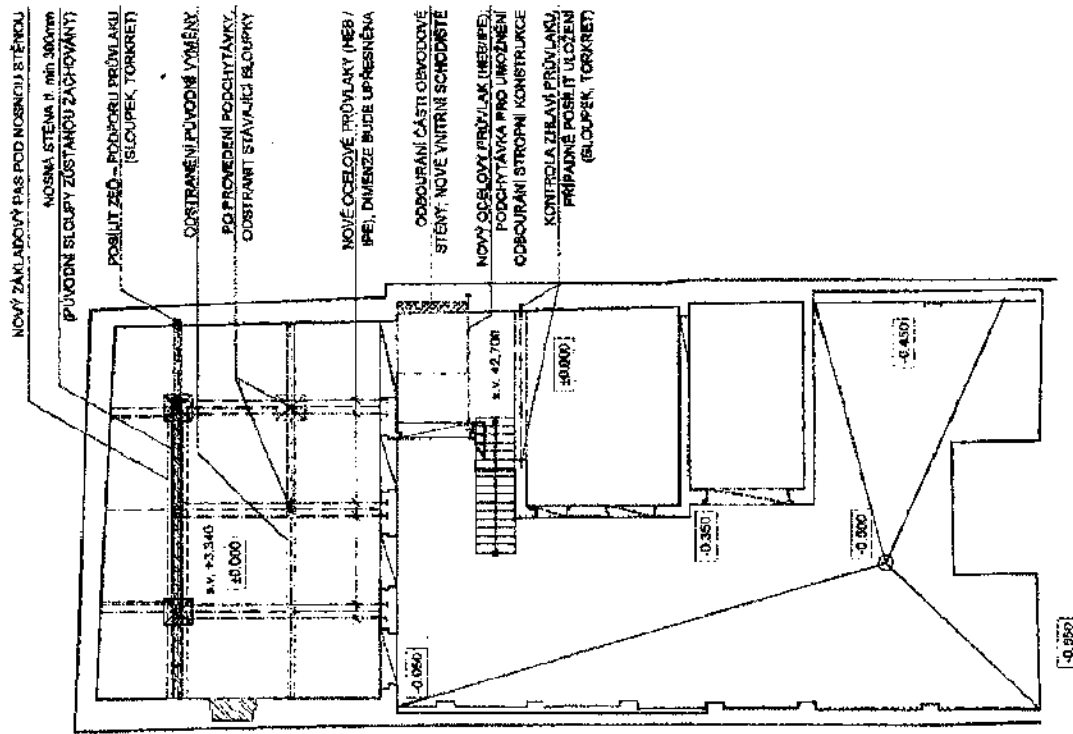 NOVÝ ZÁKLADOVÝ PAS POD NOSNOU STĚNOU
NOSNÁ STĚNA tl. min 380mm
(PŮVODNÍ SLOUPY ZŮSTANOU ZACHOVÁNY)
POSÍLIT ZEĎ – PODPORU PRŮVLAKU
(SLOUPEK, TORKRET)
ODSTRANĚNÍ PŮVODNÍ VÝMĚNY
PO PROVEDENÍ PODCHYTÁVKY
ODSTRANIT STÁVAJÍCÍ SLOUPKY
NOVÉ OCELOVÉ PRŮVLAKY (HEB /
IPE), DIMENZE BUDE UPŘESNĚNA
ODBOURÁNÍ ČÁSTI OBVODOVÉ
STĚNY, NOVÉ VNITŘNÍ SCHODIŠTĚ
NOVÝ OCELOVÝ PRŮVLAK (HEB/IPE),
PODCHYTÁVKA PRO UMOŽNĚNÍ
ODBOURÁNÍ STROPNÍ KONSTRUKCE
KONTROLA ZHLAVÍ PRŮVLAKU,
PŘÍPADNĚ POSÍLIT ULOŽENÍ
(SLOUPEK, TORKRET)
s.v. +3,340
±0.000
s.v. +2,700
±0.000
-0.050
-0.350
-0.450
-0.500
-0.550